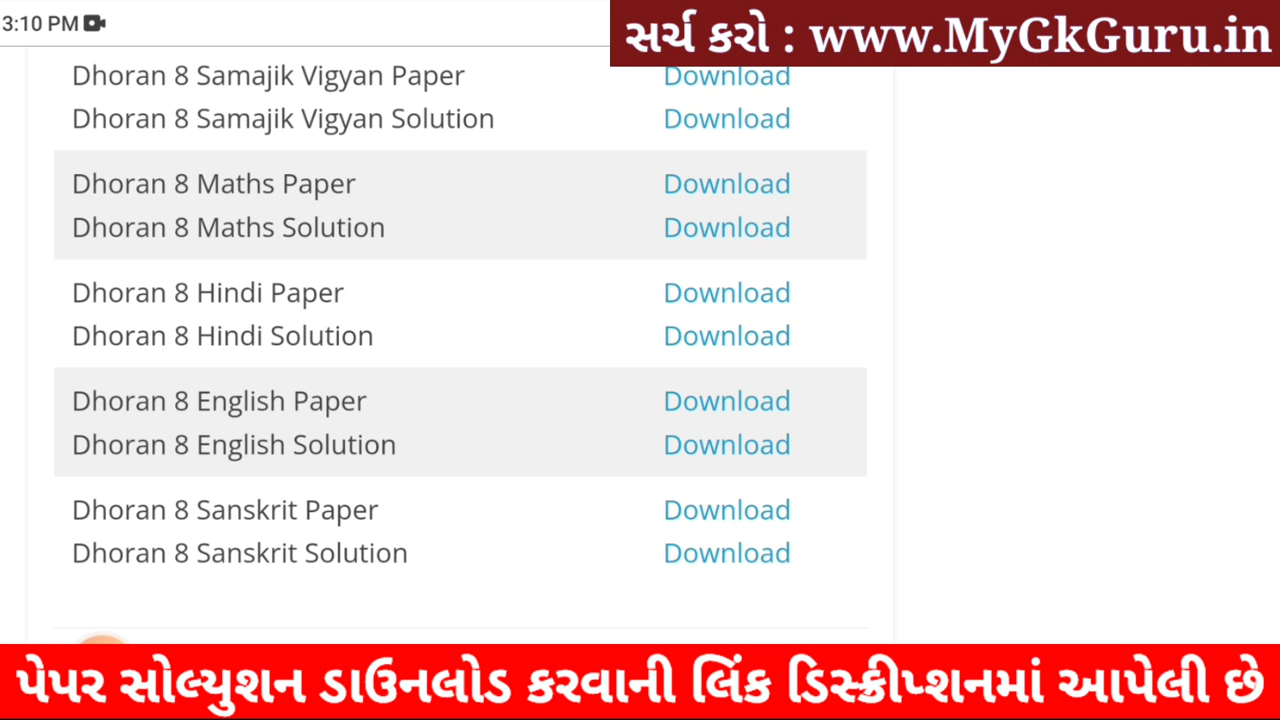 3:10 PM
સર્ચ કરો : www.MyGkGuru.in
Dhoran 8 Samajik Vigyan Paper Download
Dhoran 8 Samajik Vigyan Solution Download
Dhoran 8 Maths Paper Download
Dhoran 8 Maths Solution Download
Dhoran 8 Hindi Paper Download
Dhoran 8 Hindi Solution Download
Dhoran 8 English Paper Download
Dhoran 8 English Solution Download
Dhoran 8 Sanskrit Paper Download
Dhoran 8 Sanskrit Solution Download
પેપર સોલ્યુશન ડાઉનલોડ કરવાની લિંક ડિસ્ક્રીપ્શનમાં આપેલી છે